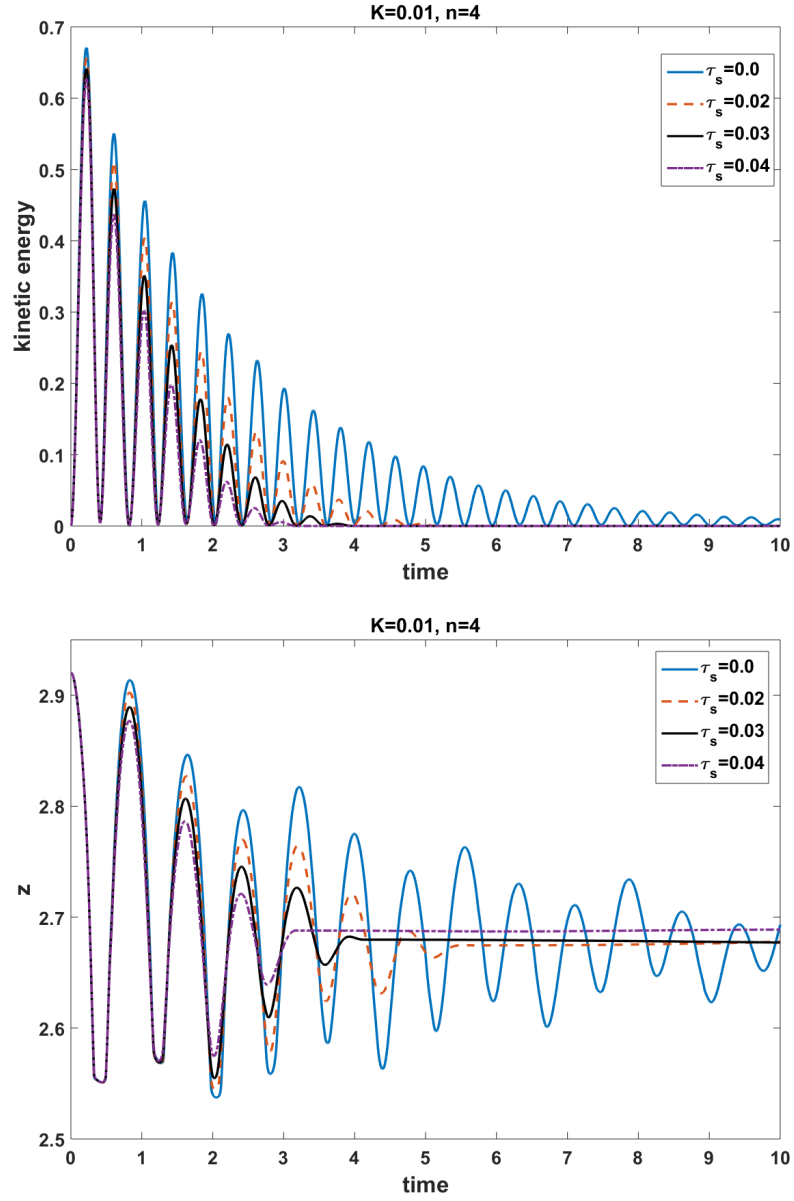 K=0.01, n=4
0.7
0.6
0.5
0.4
0.3
0.2
0.1
0
kinetic energy
τs=0.0
τs=0.02
τs=0.03
τs=0.04
0 1 2 3 4 5 6 7 8 9 10
time
K=0.01, n=4
2.9
2.8
2.7
2.6
2.5
z
τs=0.0
τs=0.02
τs=0.03
τs=0.04
0 1 2 3 4 5 6 7 8 9 10
time